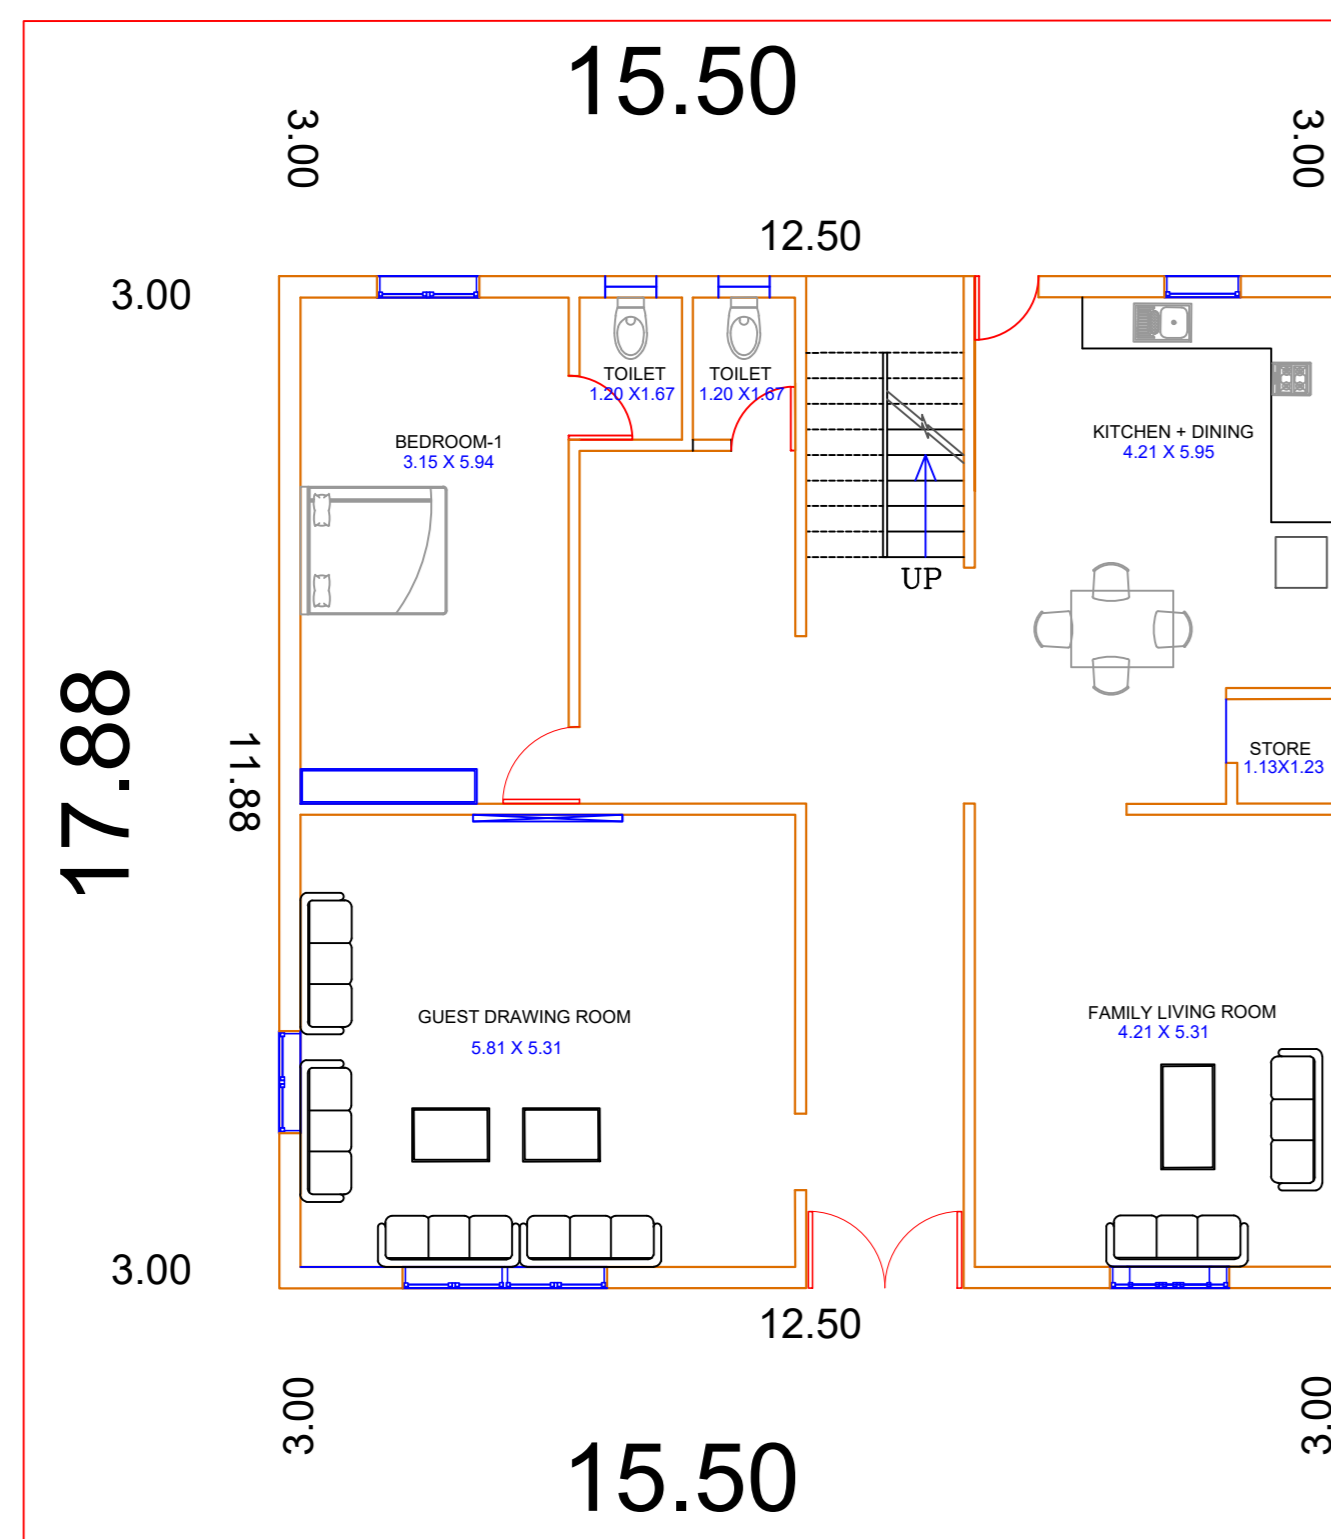 15.50
3.00
3.00
12.50
3.00
TOILET
1.20 X1.67
TOILET
1.20 X1.67
BEDROOM-1
3.15 X 5.94
KITCHEN + DINING
4.21 X 5.95
UP
17.88
11.88
STORE
1.13X1.23
GUEST DRAWING ROOM
5.81 X 5.31
FAMILY LIVING ROOM
4.21 X 5.31
3.00
12.50
3.00
3.00
15.50